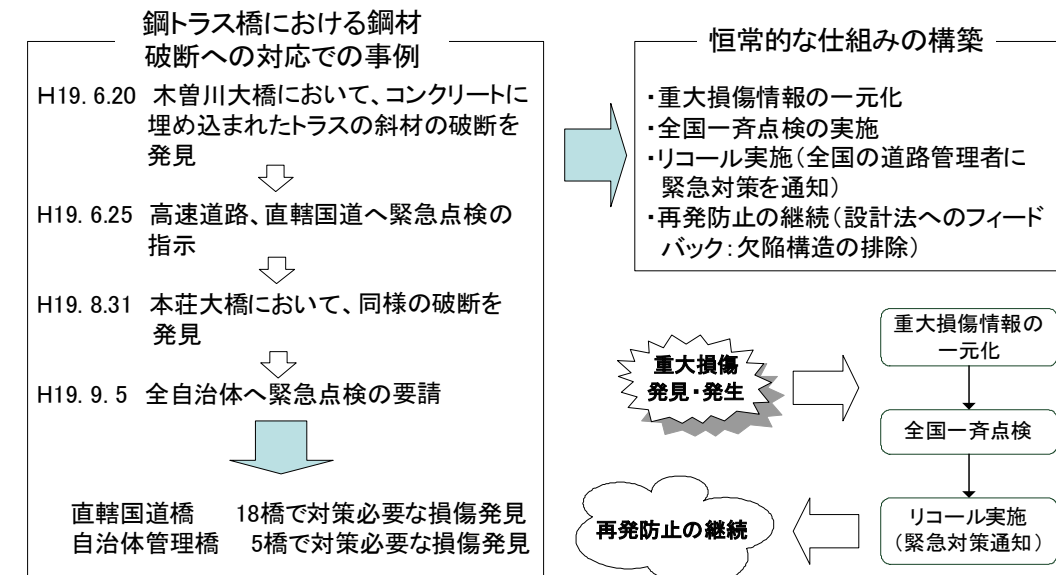 鋼トラス橋における鋼材
破断への対応での事例
H19. 6.20 木曽川大橋において、コンクリートに
埋め込まれたトラスの斜材の破断を
発見
H19. 6.25 高速道路、直轄国道へ緊急点検の
指示
H19. 8.31 本荘大橋において、同様の破断を
発見
H19. 9. 5 全自治体へ緊急点検の要請
直轄国道橋 18橋で対策必要な損傷発見
自治体管理橋 5橋で対策必要な損傷発見
恒常的な仕組みの構築
・重大損傷情報の一元化
・全国一斉点検の実施
・リコール実施(全国の道路管理者に
緊急対策を通知)
・再発防止の継続(設計法へのフィード
バック:欠陥構造の排除)
重大損傷
発見・発生
重大損傷情報の
一元化
全国一斉点検
リコール実施
(緊急対策通知)
再発防止の継続